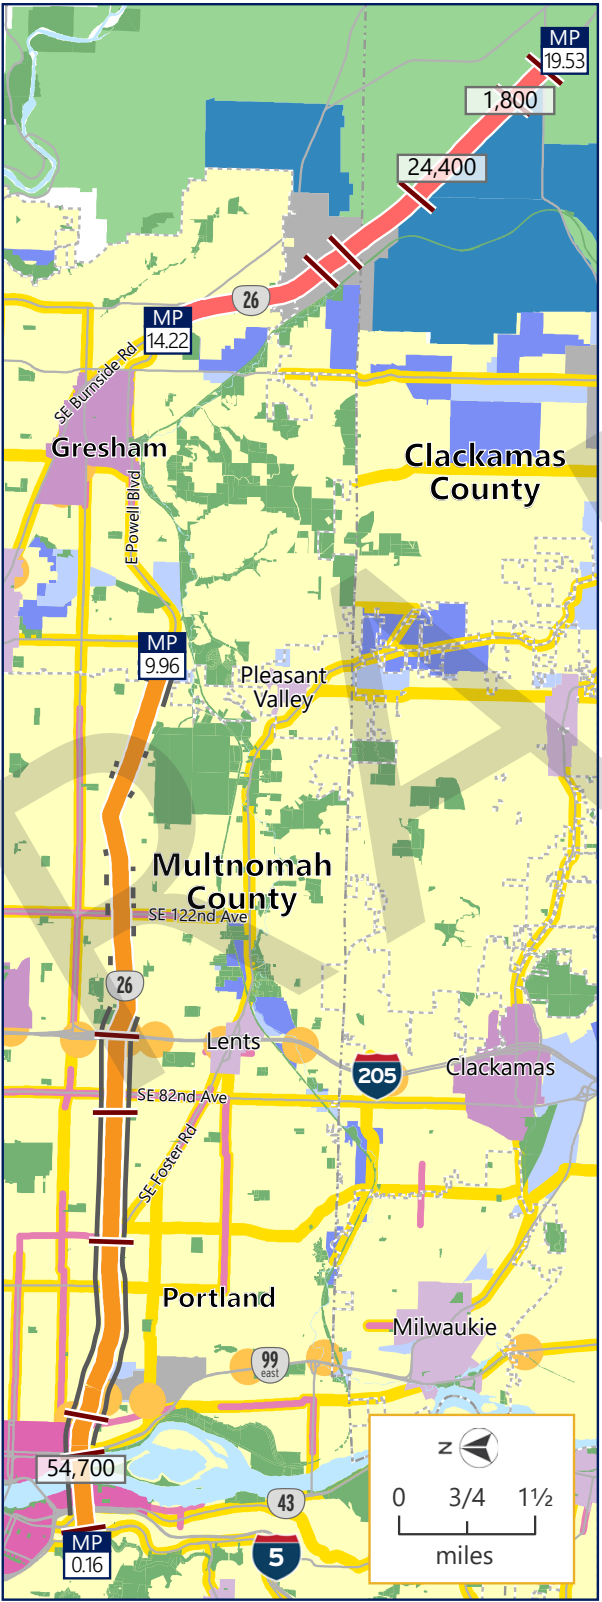 MP
19.53
1,800
24,400
26
MP
14.22
SE Burnside Rd
Gresham
Clackamas
County
E Powell Blvd
MP
9.96
Pleasant
Valley
Multnomah
County
SE 122nd Ave
26
Lents
205
Clackamas
SE 82nd Ave
SE Foster Rd
Portland
Milwaukie
99
east
N
54,700
0 3/4 1½
miles
43
MP
0.16
5